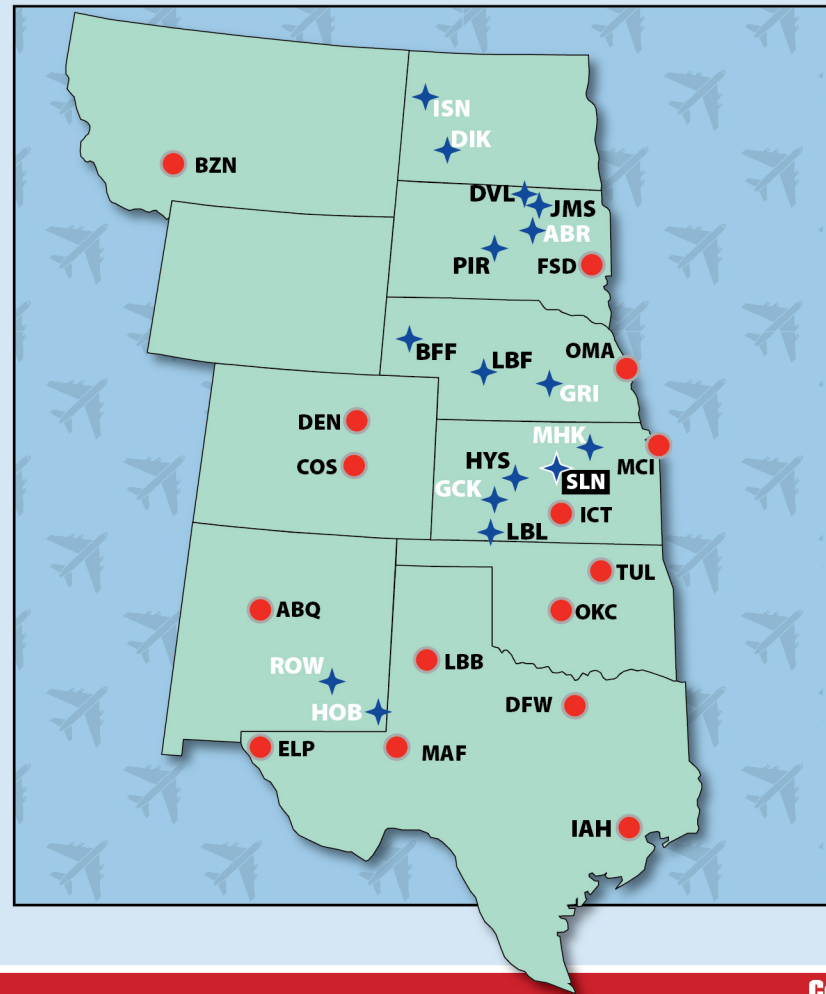 ISN
DIK
BZN
DVL
JMS
ABR
PIR
FSD
BFF
LBF
OMA
GRI
DEN
MHK
COS
HYS
MCI
SLN
GCK
ICT
LBL
TUL
ABQ
OKC
ROW
LBB
HOB
DFW
ELP
MAF
IAH